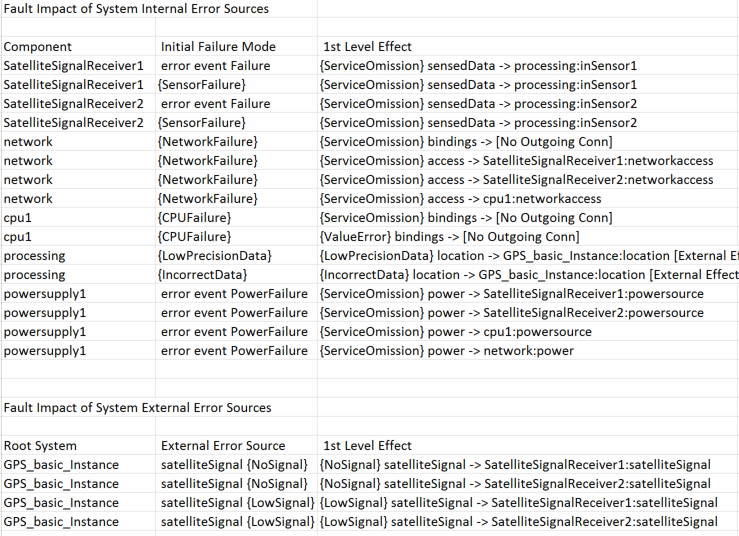 Fault Impact of System Internal Error Sources
Component Initial Failure Mode 1st Level Effect
SatelliteSignalReceiver1 error event Failure {ServiceOmission} sensedData -> processing:inSensor1
SatelliteSignalReceiver1 {SensorFailure} {ServiceOmission} sensedData -> processing:inSensor1
SatelliteSignalReceiver2 error event Failure {ServiceOmission} sensedData -> processing:inSensor2
SatelliteSignalReceiver2 {SensorFailure} {ServiceOmission} sensedData -> processing:inSensor2
network {NetworkFailure} {ServiceOmission} bindings -> [No Outgoing Conn]
network {NetworkFailure} {ServiceOmission} access -> SatelliteSignalReceiver1:networkaccess
network {NetworkFailure} {ServiceOmission} access -> SatelliteSignalReceiver2:networkaccess
network {NetworkFailure} {ServiceOmission} access -> cpu1:networkaccess
cpu1 {CPUFailure} {ServiceOmission} bindings -> [No Outgoing Conn]
cpu1 {CPUFailure} {ValueError} bindings -> [No Outgoing Conn]
processing {LowPrecisionData} {LowPrecisionData} location -> GPS_basic_Instance:location [External Ef
processing {IncorrectData} {IncorrectData} location -> GPS_basic_Instance:location [External Effect
powersupply1 error event PowerFailure {ServiceOmission} power -> SatelliteSignalReceiver1:powersource
powersupply1 error event PowerFailure {ServiceOmission} power -> SatelliteSignalReceiver2:powersource
powersupply1 error event PowerFailure {ServiceOmission} power -> cpu1:powersource
powersupply1 error event PowerFailure {ServiceOmission} power -> network:power
Fault Impact of System External Error Sources
Root System External Error Source 1st Level Effect
GPS_basic_Instance satelliteSignal {NoSignal} {NoSignal} satelliteSignal -> SatelliteSignalReceiver1:satelliteSignal
GPS_basic_Instance satelliteSignal {NoSignal} {NoSignal} satelliteSignal -> SatelliteSignalReceiver2:satelliteSignal
GPS_basic_Instance satelliteSignal {LowSignal} {LowSignal} satelliteSignal -> SatelliteSignalReceiver1:satelliteSignal
GPS_basic_Instance satelliteSignal {LowSignal} {LowSignal} satelliteSignal -> SatelliteSignalReceiver2:satelliteSignal